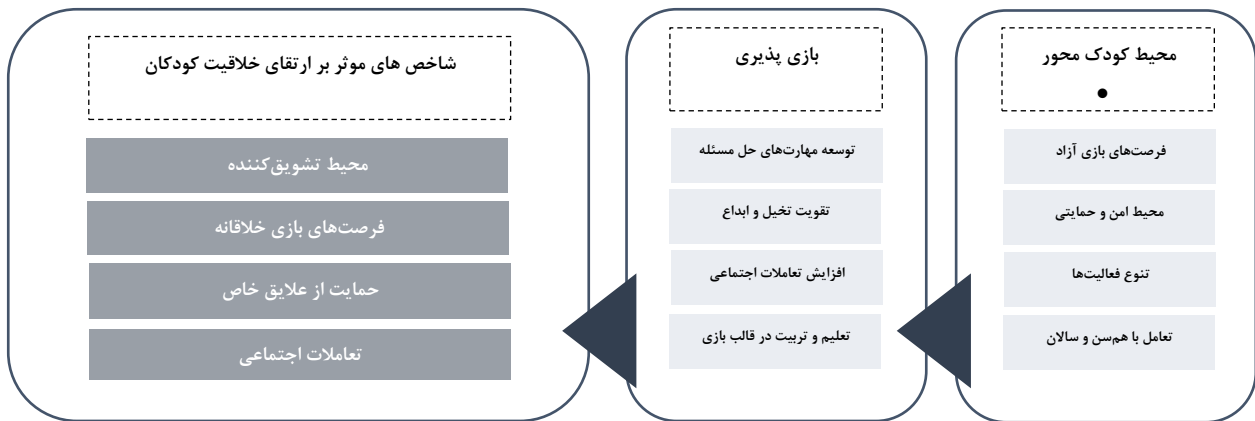 محیط کودک محور
•
فرصت‌های بازی آزاد
محیط امن و حمایتی
تنوع فعالیت‌ها
تعامل با هم‌سن و سالان
بازی پذیری
توسعه مهارت‌های حل مسئله
تقویت تخیل و ابداع
افزایش تعاملات اجتماعی
تعلیم و تربیت در قالب بازی
شاخص های موثر بر ارتقای خلاقیت کودکان
محیط تشویق‌کننده
فرصت‌های بازی خلاقانه
حمایت از علایق خاص
تعاملات اجتماعی